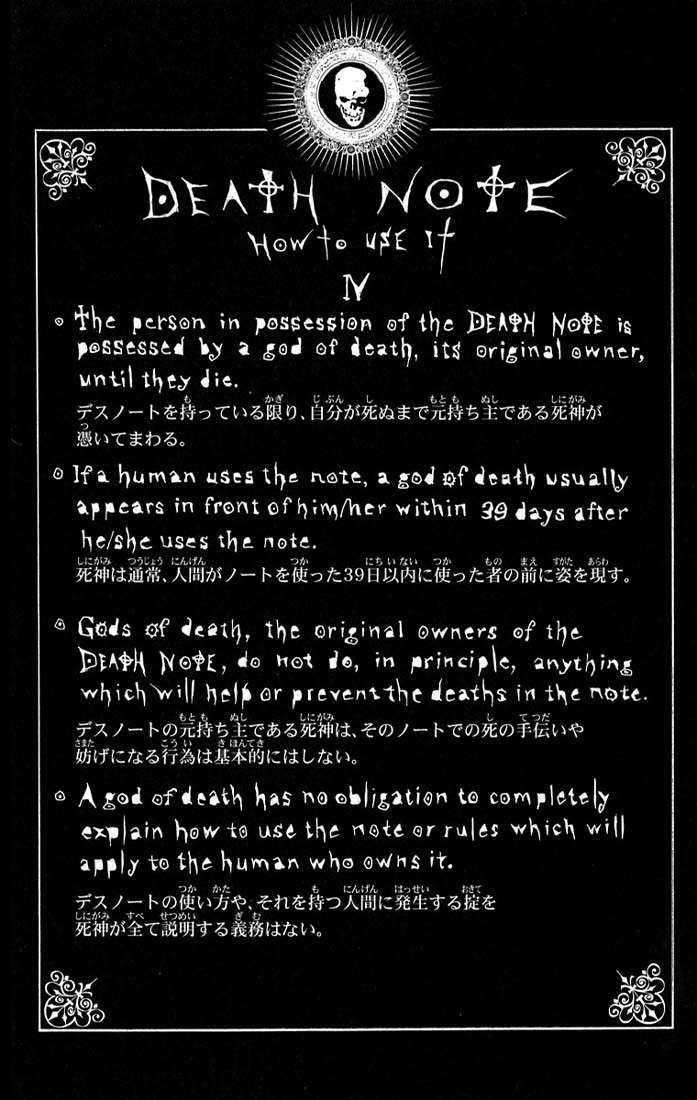 DEATH NOTE
HOW to USE It
IV
The person in possession of the DEATH NOTE is
possessed by a god of death, its original owner,
until they die.
デスノートを持っている限り、自分が死ぬまで元持ち主である死神が
憑いてまわる。
If a human uses the note, a god of death usually
appears in front of him/her within 39 days after
he/she uses the note.
死神は通常、人間がノートを使った39日以内に使った者の前に姿を現す。
Gods of death, the original owners of the
DEATH NOTE, do not do, in principle, anything
which will help or prevent the deaths in the note.
デスノートの元持ち主である死神は、そのノートでの死の手伝いや
妨げになる行為は基本的にはしない。
A god of death has no obligation to completely
explain how to use the note or rules which will
apply to the human who owns it.
デスノートの使い方や、それを持つ人間に発生する掟を
死神が全て説明する義務はない。